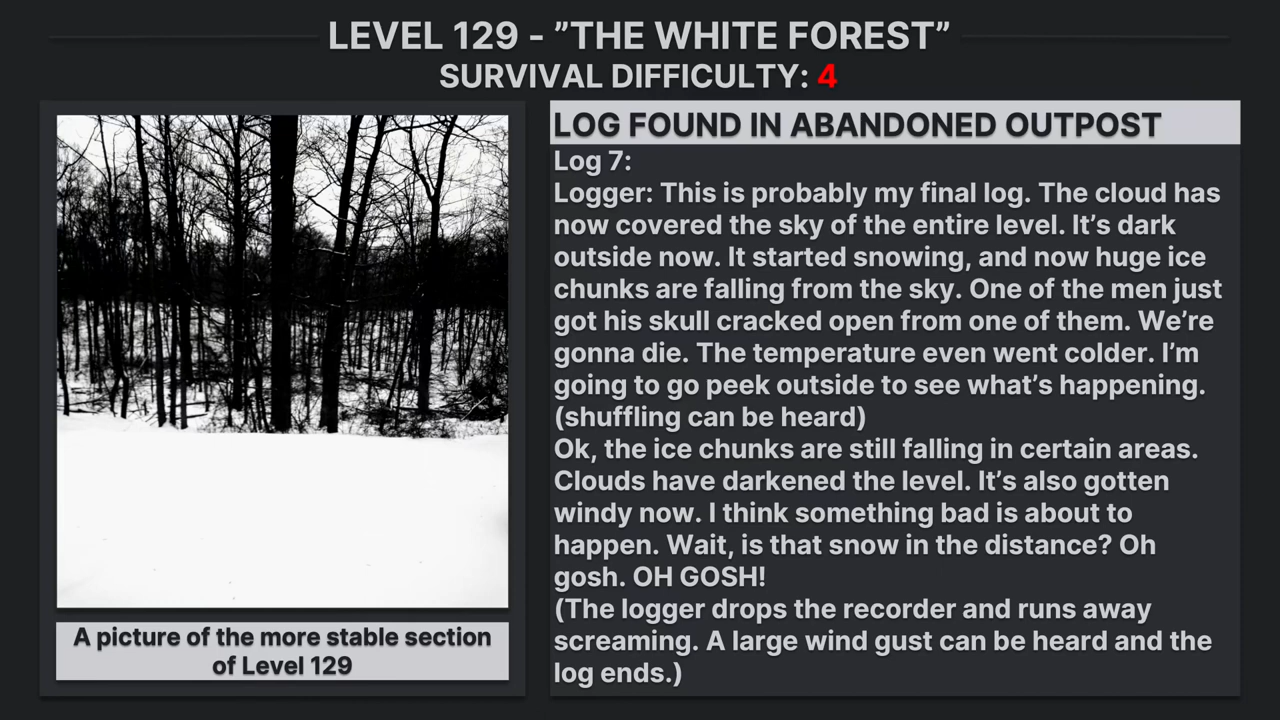 LEVEL 129 - ”THE WHITE FOREST”
SURVIVAL DIFFICULTY: 4
A picture of the more stable section
of Level 129
LOG FOUND IN ABANDONED OUTPOST
Log 7:
Logger: This is probably my final log. The cloud has
now covered the sky of the entire level. It’s dark
outside now. It started snowing, and now huge ice
chunks are falling from the sky. One of the men just
got his skull cracked open from one of them. We’re
gonna die. The temperature even went colder. I’m
going to go peek outside to see what’s happening.
(shuffling can be heard)
Ok, the ice chunks are still falling in certain areas.
Clouds have darkened the level. It’s also gotten
windy now. I think something bad is about to
happen. Wait, is that snow in the distance? Oh
gosh. OH GOSH!
(The logger drops the recorder and runs away
screaming. A large wind gust can be heard and the
log ends.)